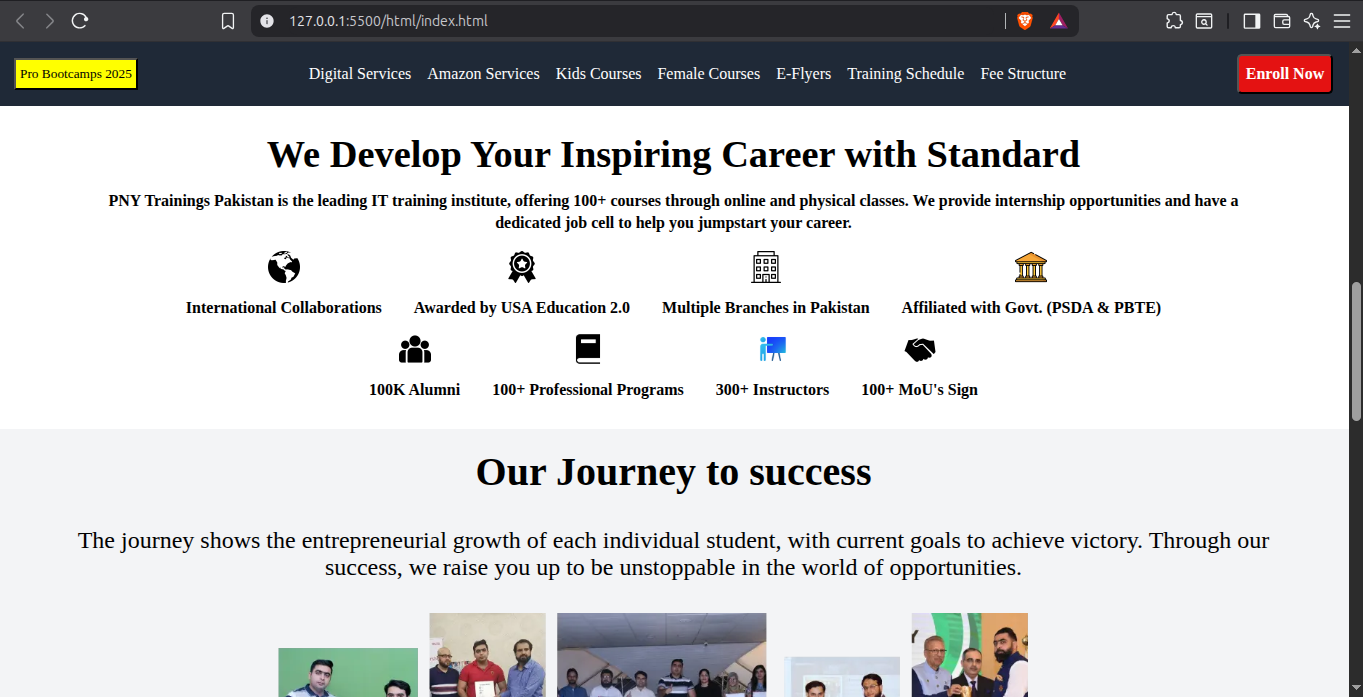 127.0.0.1:5500/html/index.html
Pro Bootcamps 2025
Digital Services Amazon Services Kids Courses Female Courses E-Flyers Training Schedule Fee Structure
Enroll Now
We Develop Your Inspiring Career with Standard
PNY Trainings Pakistan is the leading IT training institute, offering 100+ courses through online and physical classes. We provide internship opportunities and have a
dedicated job cell to help you jumpstart your career.
International Collaborations Awarded by USA Education 2.0 Multiple Branches in Pakistan Affiliated with Govt. (PSDA & PBTE)
100K Alumni 100+ Professional Programs 300+ Instructors 100+ MoU's Sign
Our Journey to success
The journey shows the entrepreneurial growth of each individual student, with current goals to achieve victory. Through our
success, we raise you up to be unstoppable in the world of opportunities.